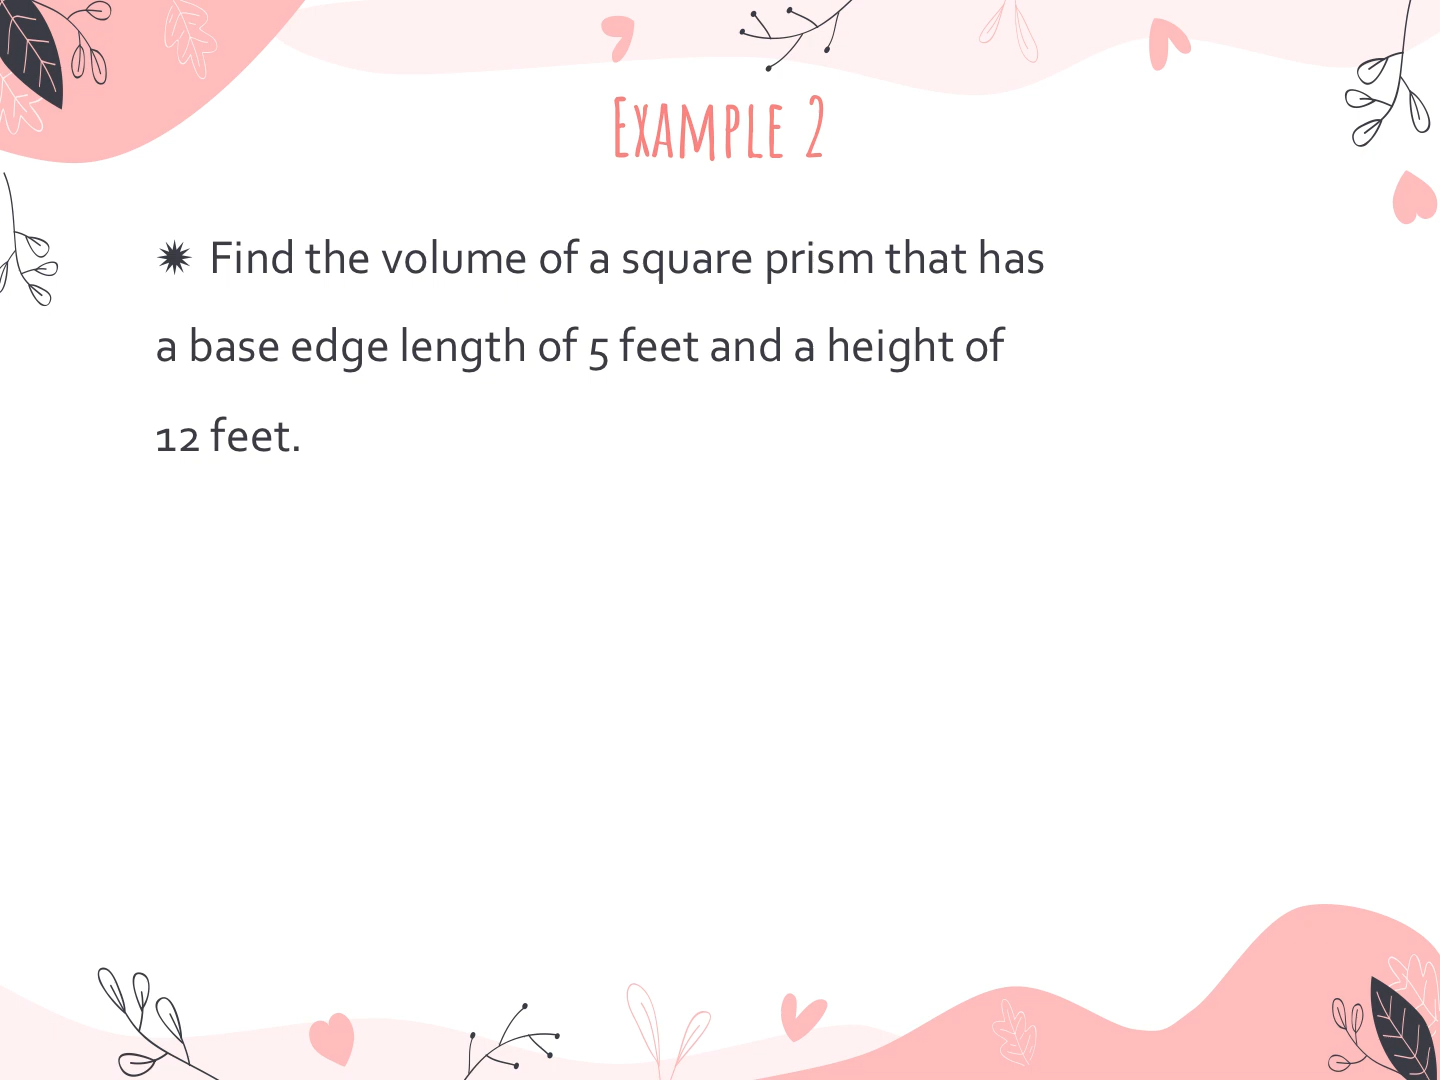 Example 2
✹ Find the volume of a square prism that has
a base edge length of 5 feet and a height of
12 feet.